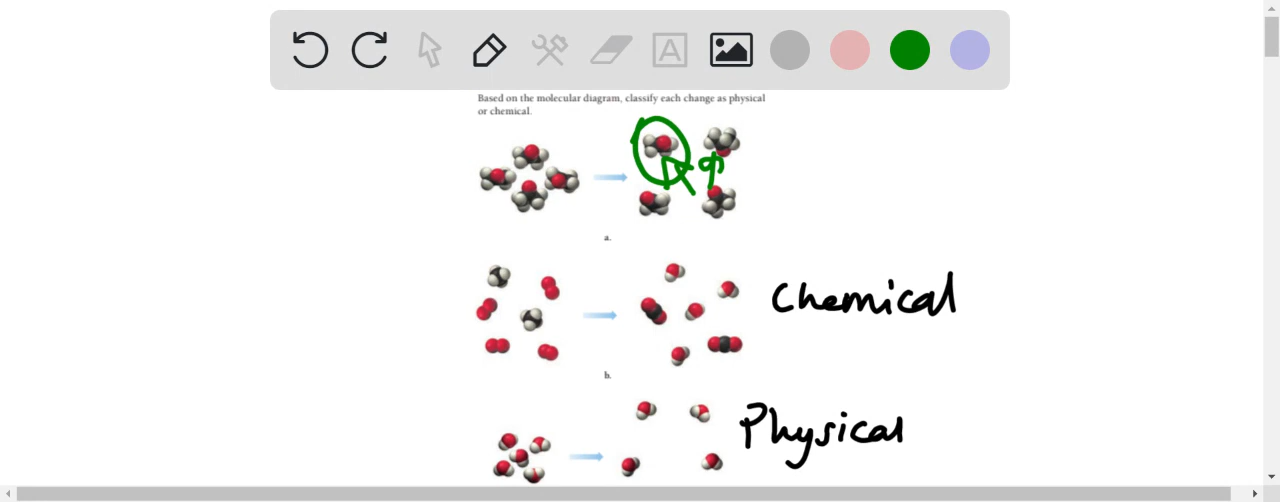 Based on the molecular diagram, classify each change as physical
or chemical.
a.
Chemical
b.
Physical